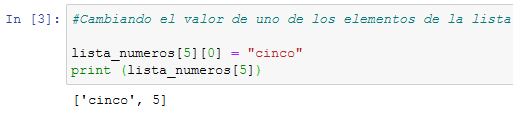 In [3]: #Cambiando el valor de uno de los elementos de la lista
lista_numeros[5][0] = "cinco"
print (lista_numeros[5])
['cinco', 5]